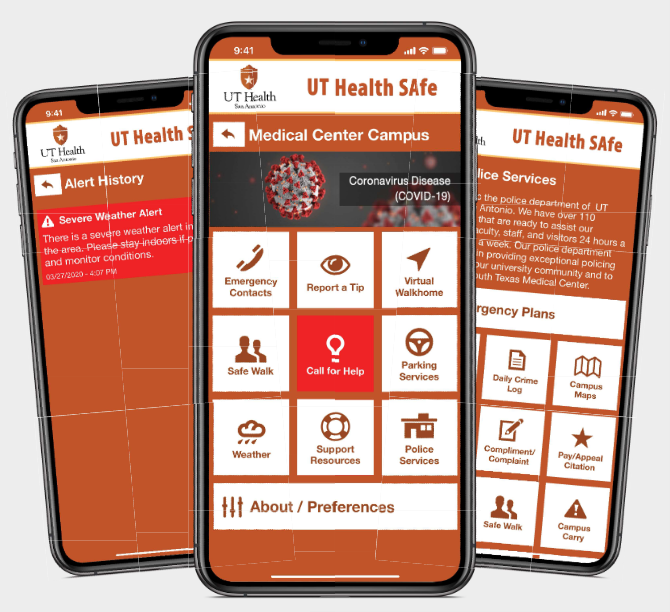 9:41
UT Health
San Antonio
UT Health S
Alert History
Severe Weather Alert
There is a severe weather alert in
the area. Please stay indoors if p
and monitor conditions.
03/27/2020 - 4:07 PM
9:41
UT Health
San Antonio
UT Health SAfe
Medical Center Campus
Coronavirus Disease
(COVID-19)
Emergency
Contacts
Report a Tip
Virtual
Walkhome
Safe Walk
Call for Help
Parking
Services
Weather
Support
Resources
Police
Services
About / Preferences
lth
UT Health SAfe
lice Services
the police department of UT
Antonio. We have over 110
that are ready to assist our
aculty, staff, and visitors 24 hours a
a week. Our police department
in providing exceptional policing
our university community and to
outh Texas Medical Center.
rgency Plans
Daily Crime
Log
Campus
Maps
Compliment/
Complaint
Pay/Appeal
Citation
Safe Walk
Campus
Carry